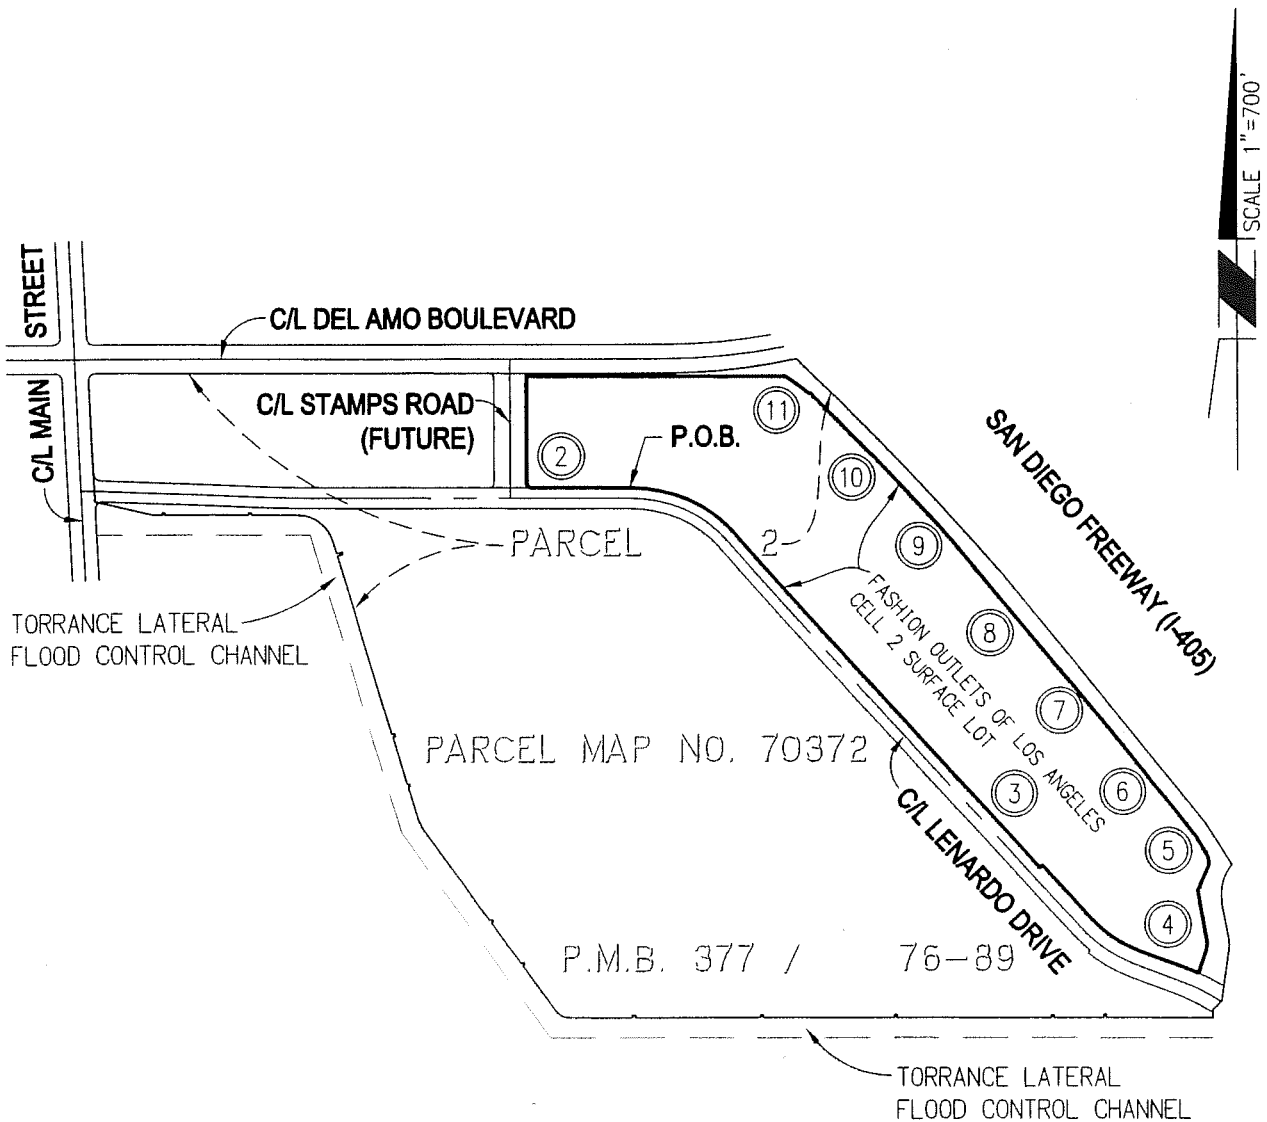 SCALE 1"=700'
STREET
C/L MAIN
C/L DEL AMO BOULEVARD
C/L STAMPS ROAD
(FUTURE)
P.O.B.
2
11
10
9
8
7
6
5
4
3
SAN DIEGO FREEWAY (I-405)
PARCEL 2
FASHION OUTLETS OF LOS ANGELES
CELL 2 SURFACE LOT
TORRANCE LATERAL
FLOOD CONTROL CHANNEL
PARCEL MAP NO. 70372
C/L LENARDO DRIVE
P.M.B. 377 / 76-89
TORRANCE LATERAL
FLOOD CONTROL CHANNEL